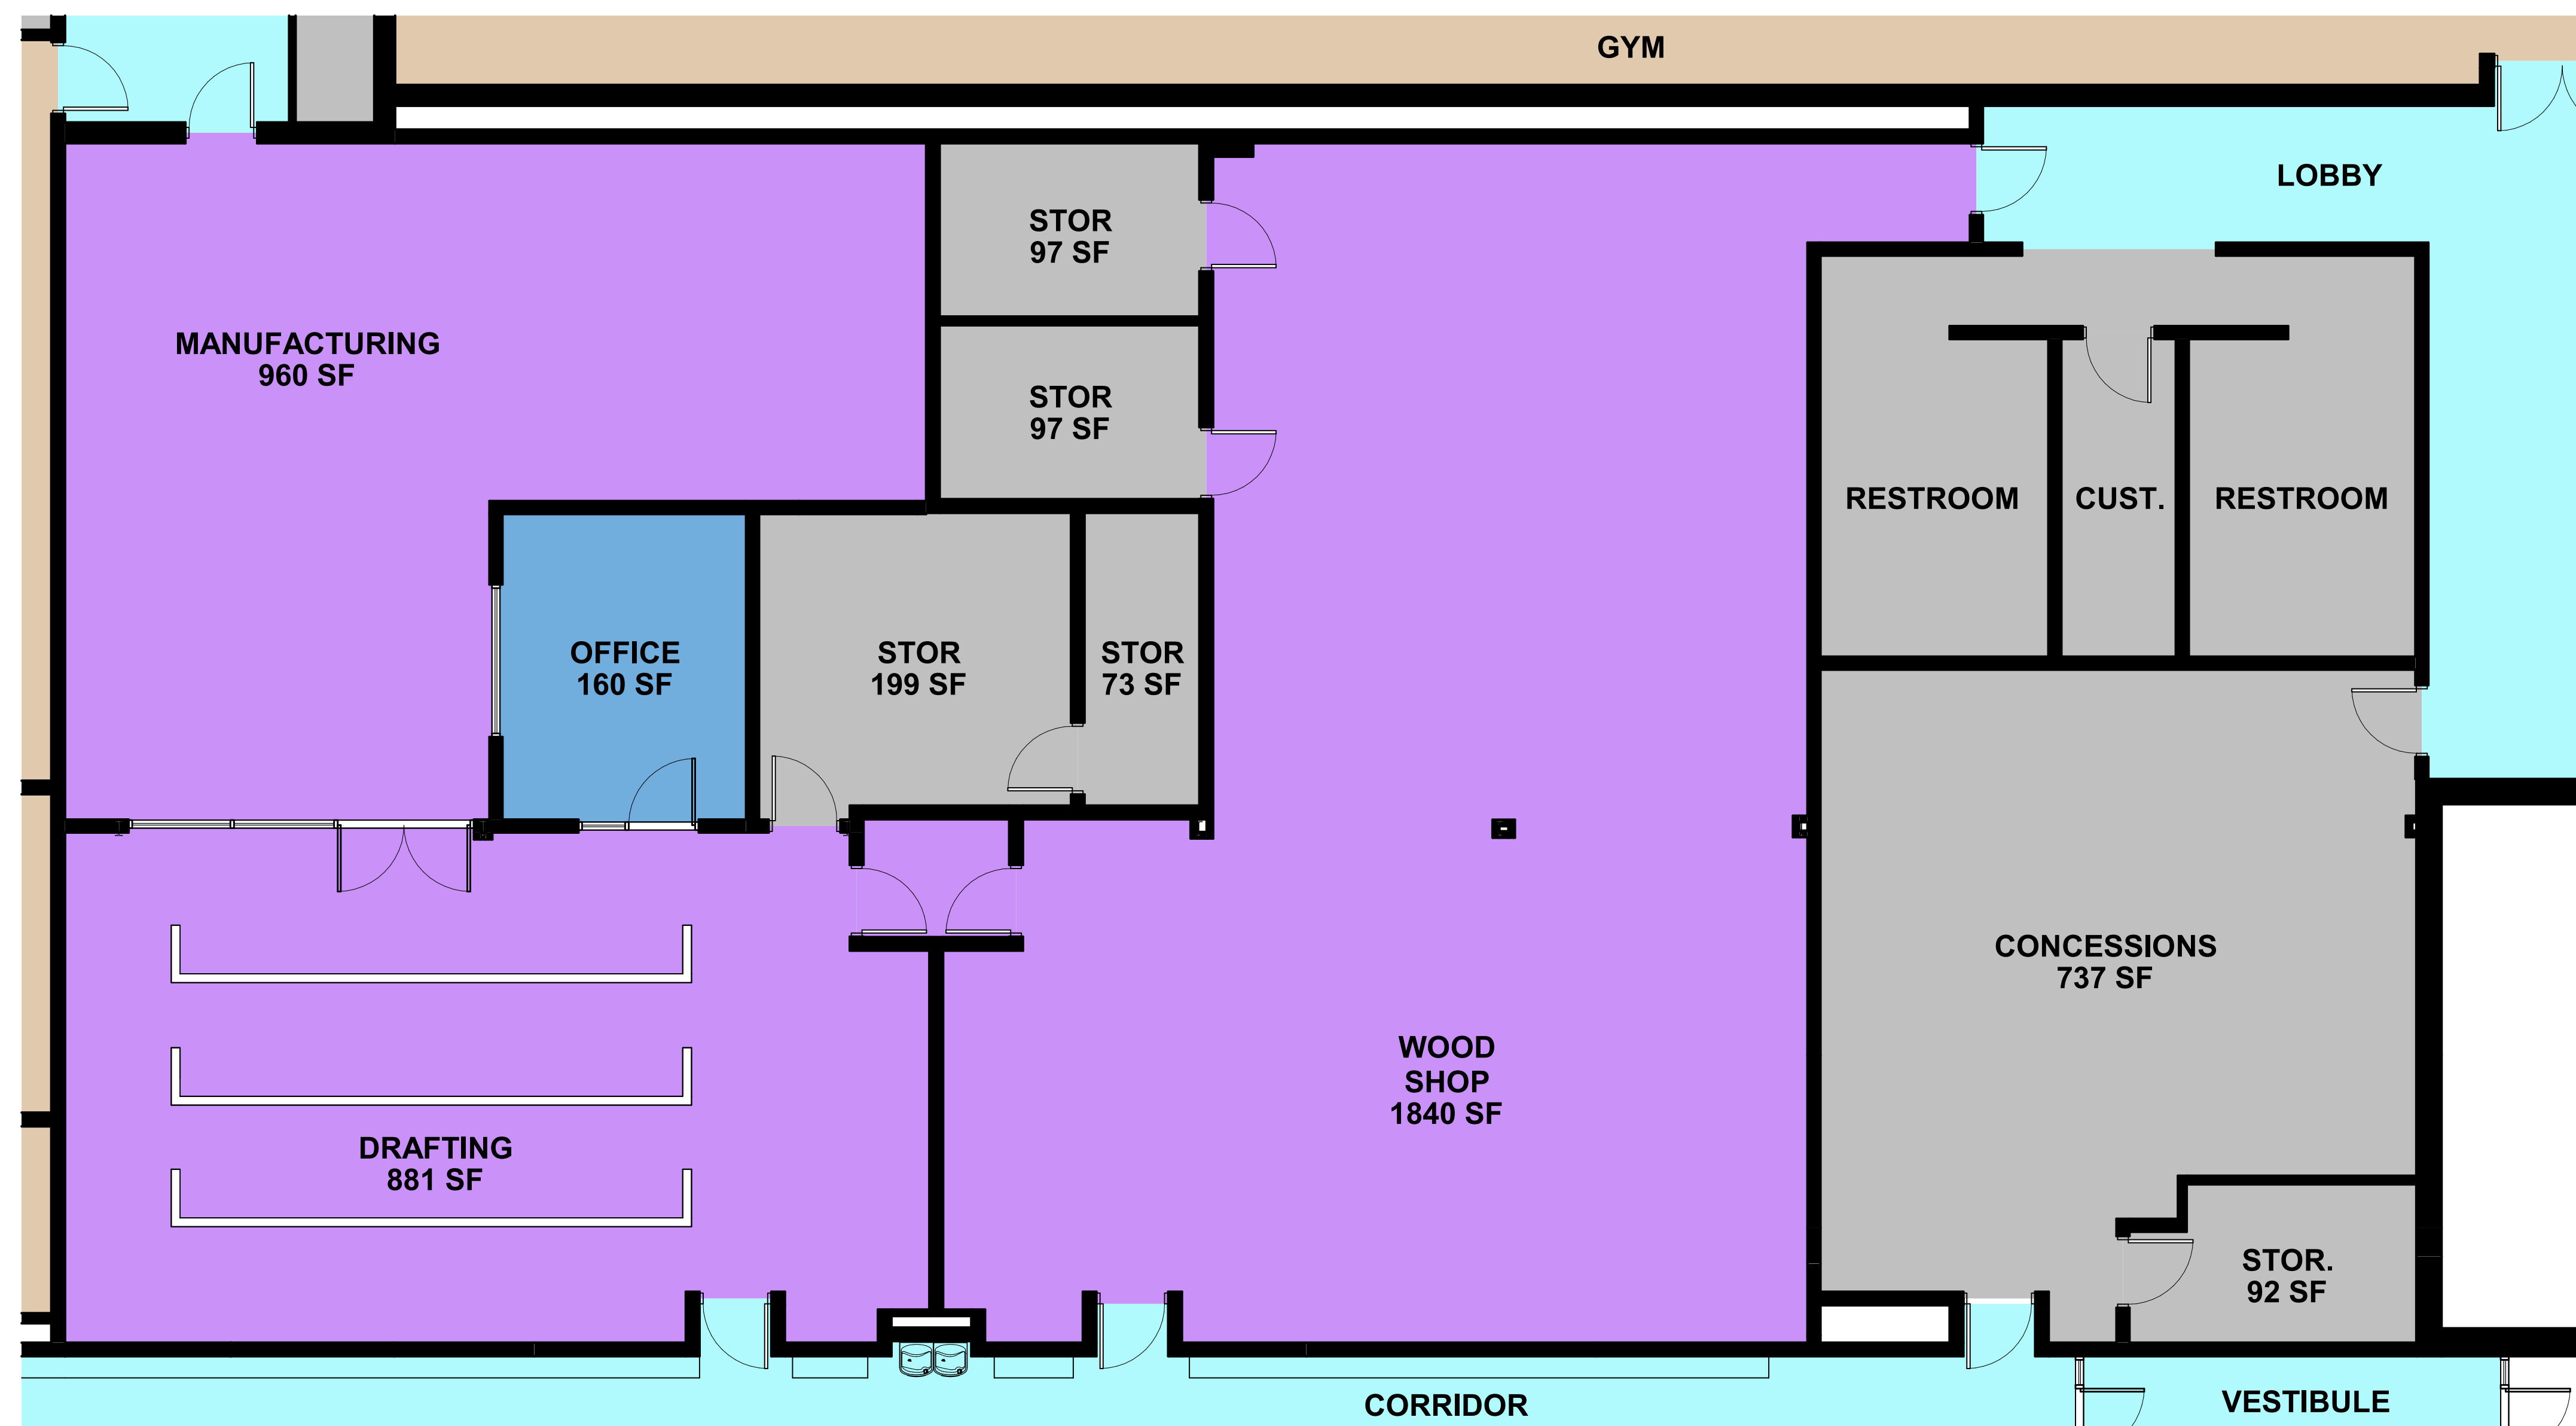 GYM
LOBBY
STOR
97 SF
MANUFACTURING
960 SF
STOR
97 SF
RESTROOM
CUST.
RESTROOM
OFFICE
160 SF
STOR
199 SF
STOR
73 SF
CONCESSIONS
737 SF
WOOD
SHOP
1840 SF
DRAFTING
881 SF
STOR.
92 SF
CORRIDOR
VESTIBULE